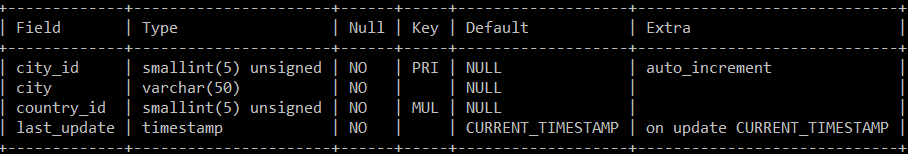 +-------------+----------------------+------+-----+-------------------+-----------------------------+
| Field       | Type                 | Null | Key | Default           | Extra                       |
+-------------+----------------------+------+-----+-------------------+-----------------------------+
| city_id     | smallint(5) unsigned | NO   | PRI | NULL              | auto_increment              |
| city        | varchar(50)          | NO   |     | NULL              |                             |
| country_id  | smallint(5) unsigned | NO   | MUL | NULL              |                             |
| last_update | timestamp            | NO   |     | CURRENT_TIMESTAMP | on update CURRENT_TIMESTAMP |
+-------------+----------------------+------+-----+-------------------+-----------------------------+